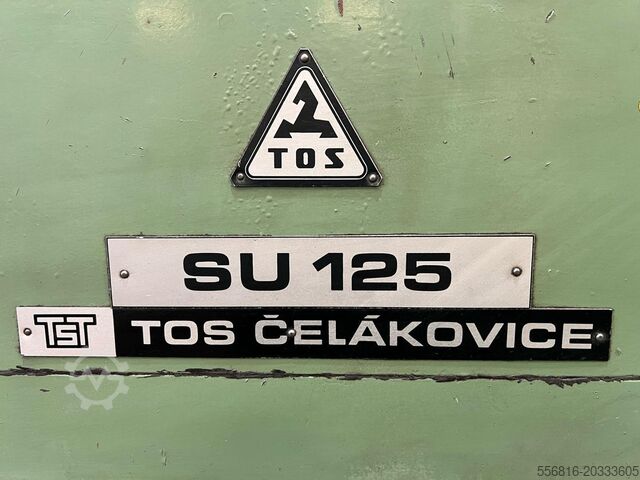 TOS
SU 125
TST TOS ČELÁKOVICE
556816-20333605